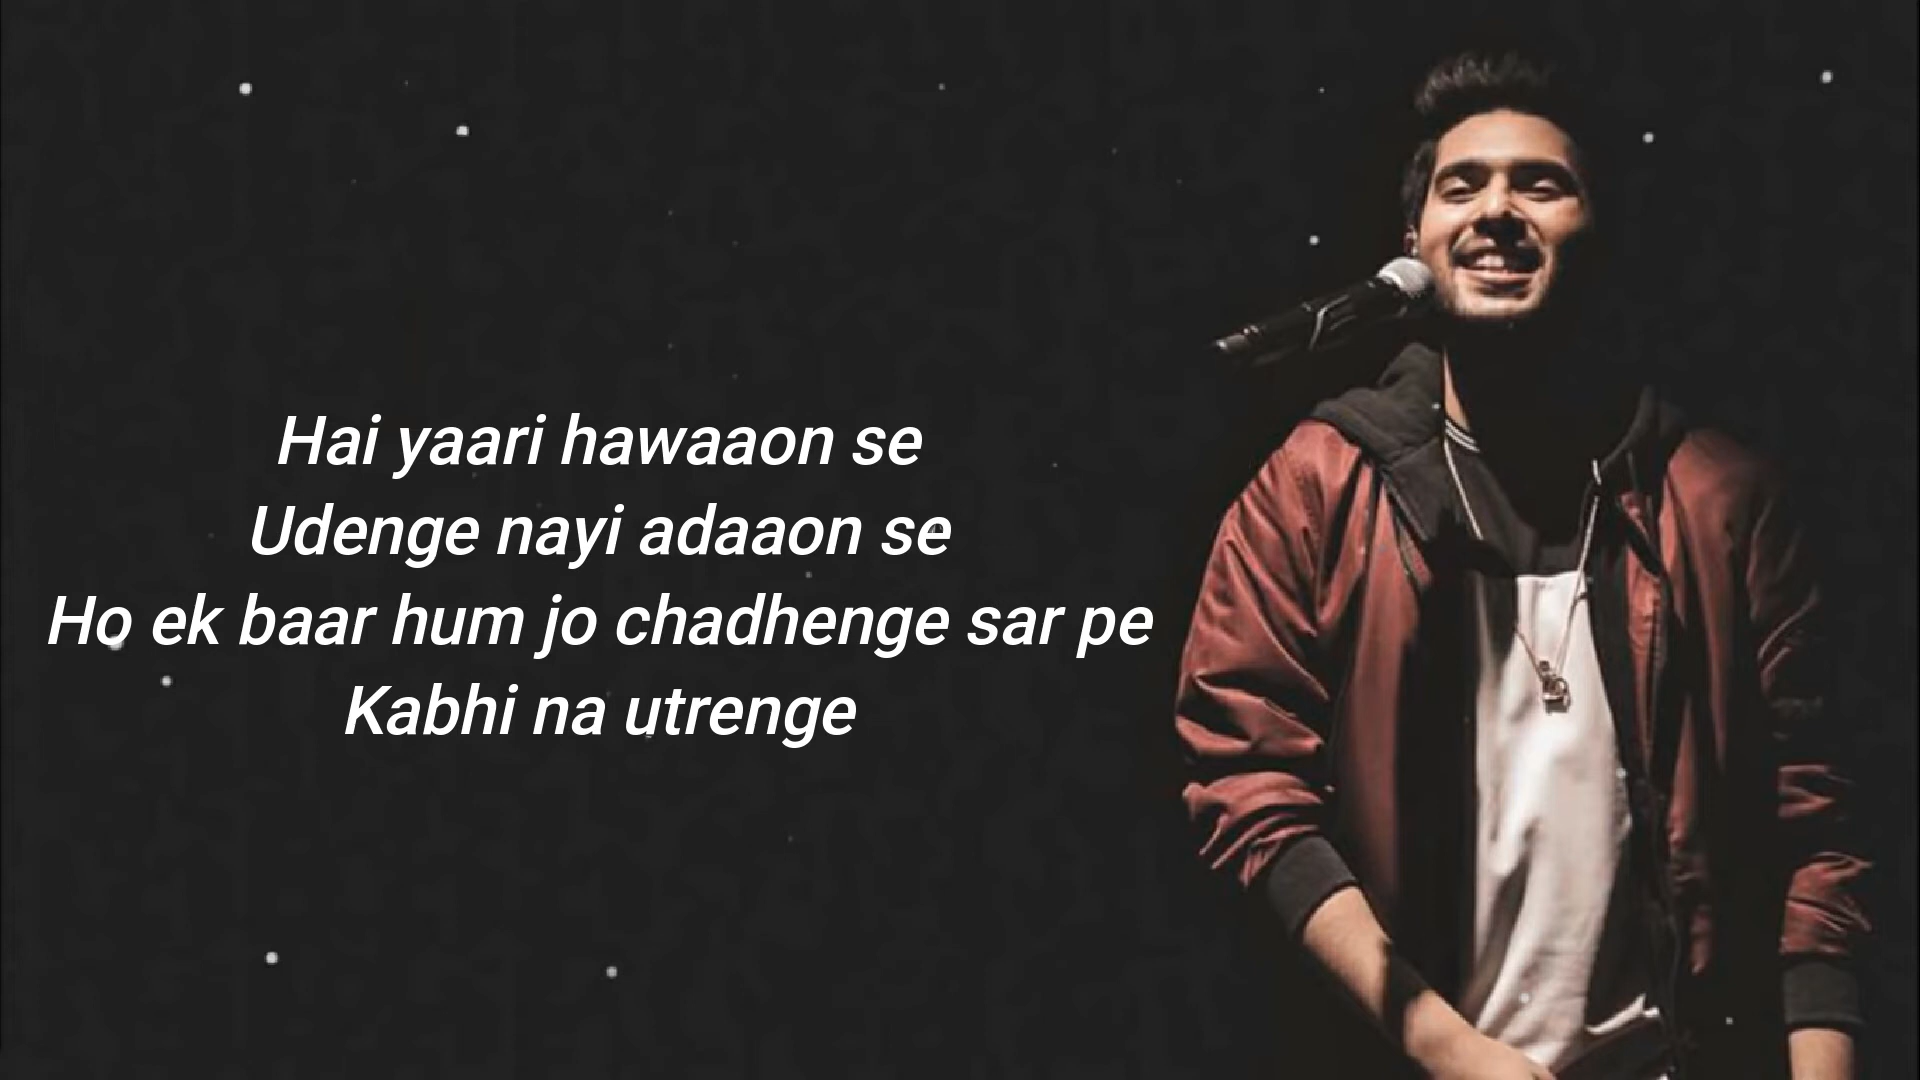 Hai yaari hawaaon se
Udenge nayi adaaon se
Ho ek baar hum jo chadhenge sar pe
Kabhi na utrenge